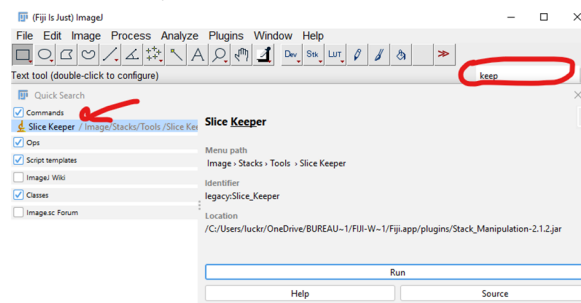 (Fiji Is Just) ImageJ
File Edit Image Process Analyze Plugins Window Help
A Dev Stk LUT >>
Text tool (double-click to configure)
keep
Quick Search
Commands
Slice Keeper / Image/Stacks/Tools /Slice Kee
Ops
Script templates
ImageJ Wiki
Classes
Image.sc Forum
Slice Keeper
Menu path
Image › Stacks › Tools › Slice Keeper
Identifier
legacy:Slice_Keeper
Location
/C:/Users/luckr/OneDrive/BUREAU~1/FIJI-W~1/Fiji.app/plugins/Stack_Manipulation-2.1.2.jar
Run
Help Source